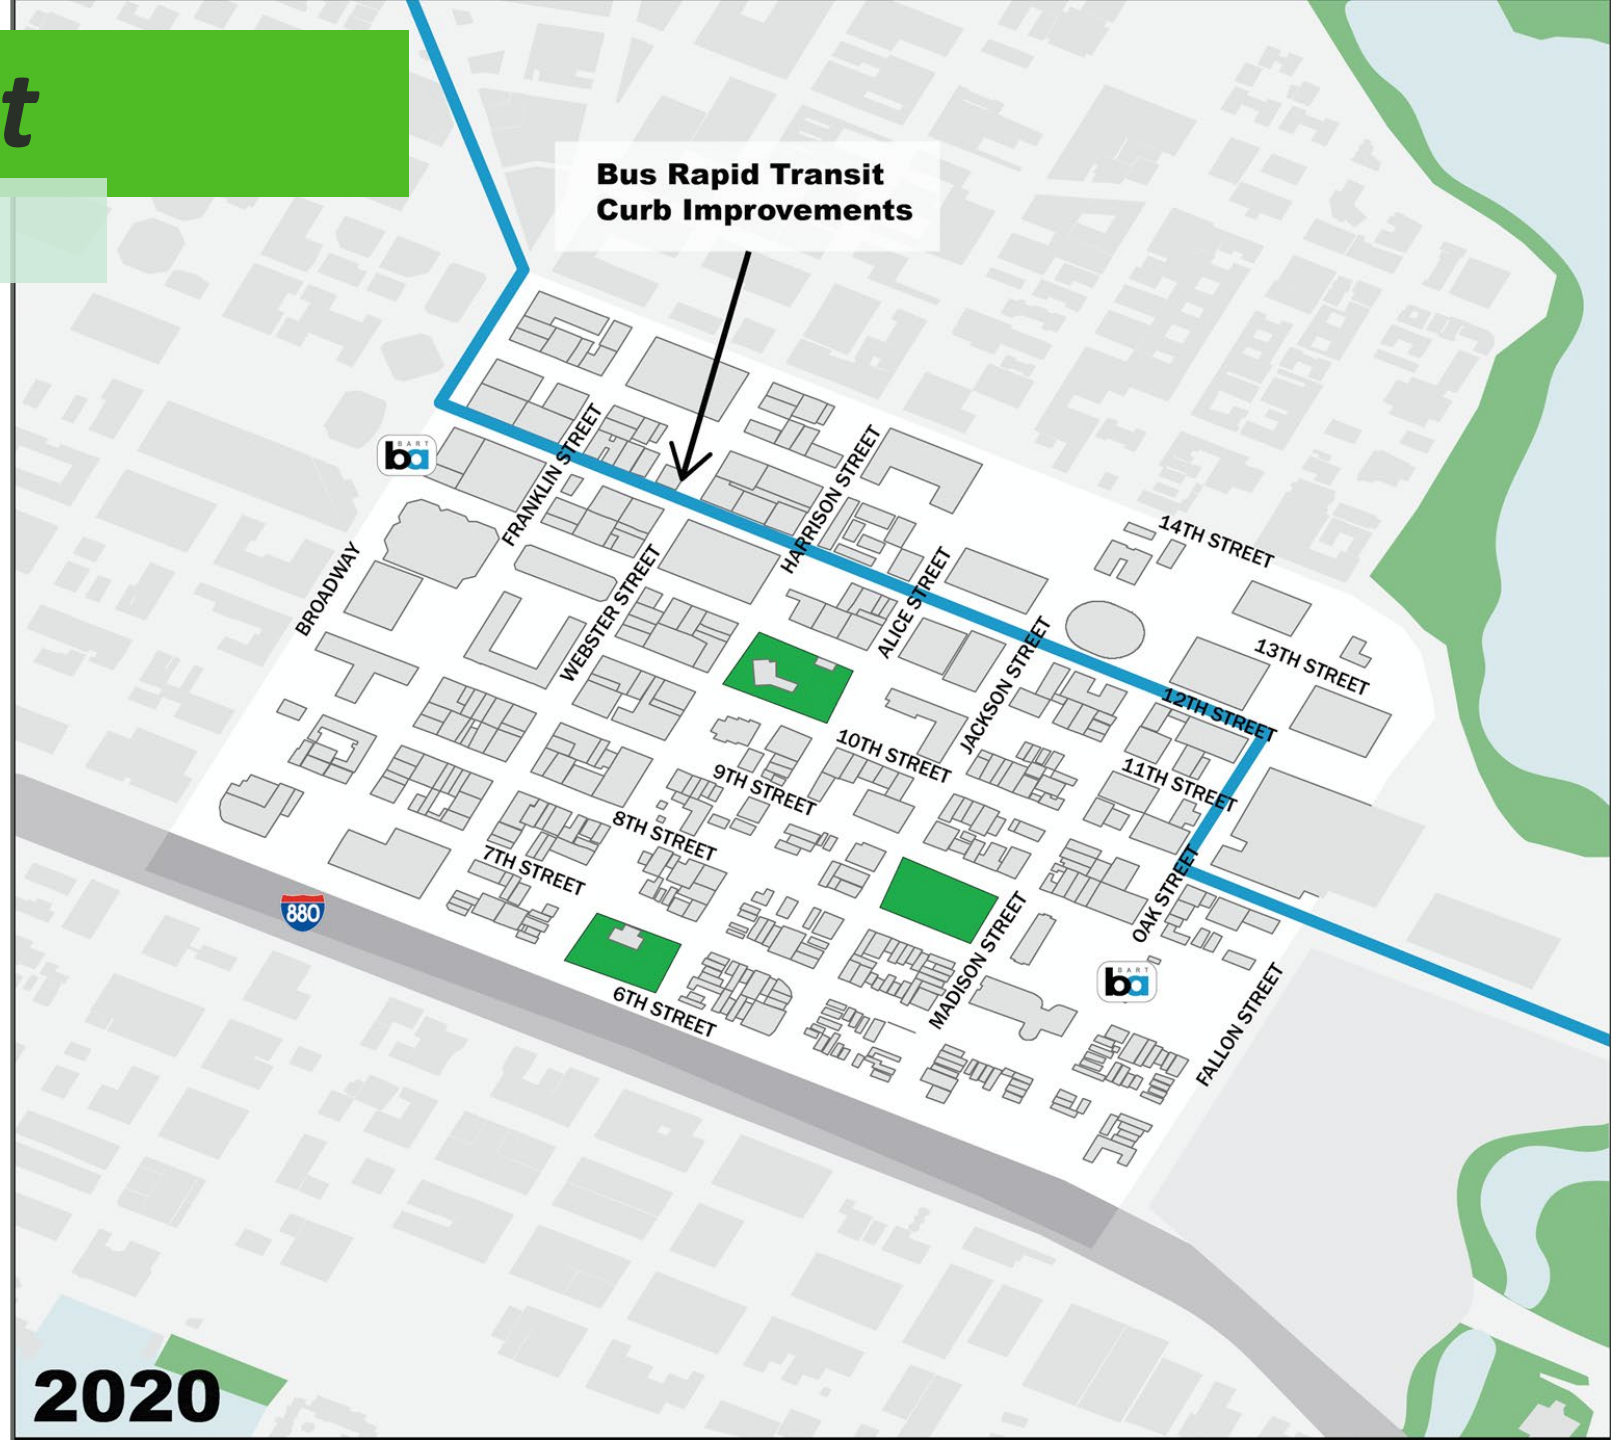 t
Bus Rapid Transit
Curb Improvements
BART
ba
FRANKLIN STREET
HARRISON STREET
14TH STREET
BROADWAY
WEBSTER STREET
ALICE STREET
JACKSON STREET
13TH STREET
12TH STREET
10TH STREET
11TH STREET
9TH STREET
8TH STREET
7TH STREET
OAK STREET
880
MADISON STREET
BART
ba
6TH STREET
FALLON STREET
2020